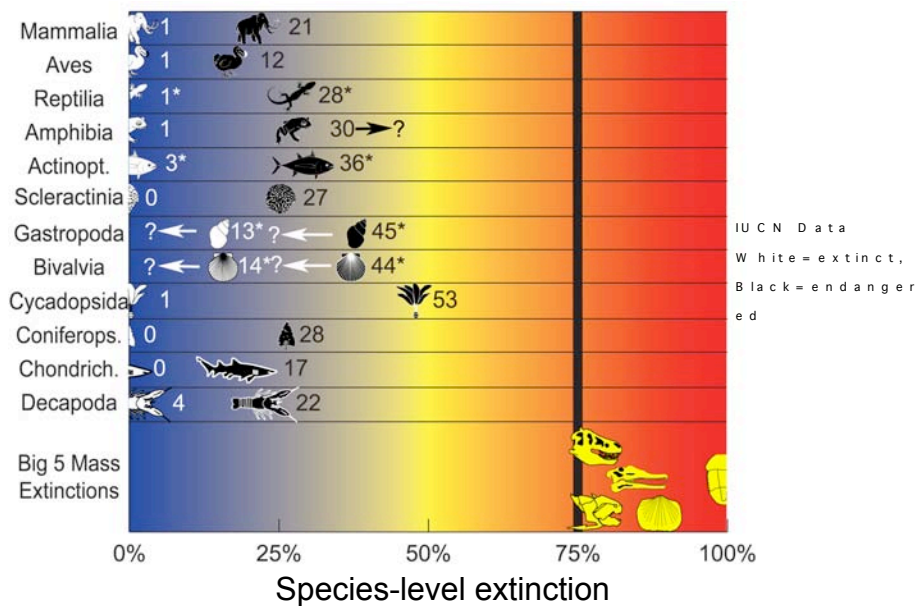 Mammalia 1 21
Aves 1 12
Reptilia 1* 28*
Amphibia 1 30 ?
Actinopt. 3* 36*
Scleractinia 0 27
Gastropoda ? 13* ? 45*
Bivalvia ? 14* ? 44*
Cycadopsida 1 53
Coniferops. 0 28
Chondrich. 0 17
Decapoda 4 22
Big 5 Mass
Extinctions
0% 25% 50% 75% 100%
Species-level extinction
IUCN Data
White=extinct,
Black=endanger
ed